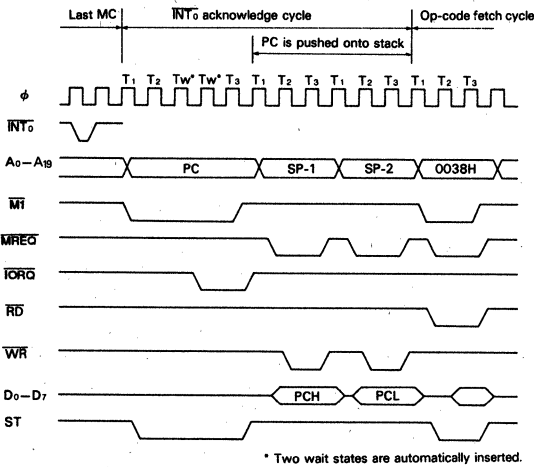 Last MC
INT₀ acknowledge cycle
Op-code fetch cycle
PC is pushed onto stack
T₁ T₂ Tw* Tw* T₃ T₁ T₂ T₃ T₁ T₂ T₃ T₁ T₂ T₃
ϕ
INT₀
A₀–A₁₉ PC SP-1 SP-2 0038H
M1
MREQ
IORQ
RD
WR
D₀–D₇ PCH PCL
ST
* Two wait states are automatically inserted.